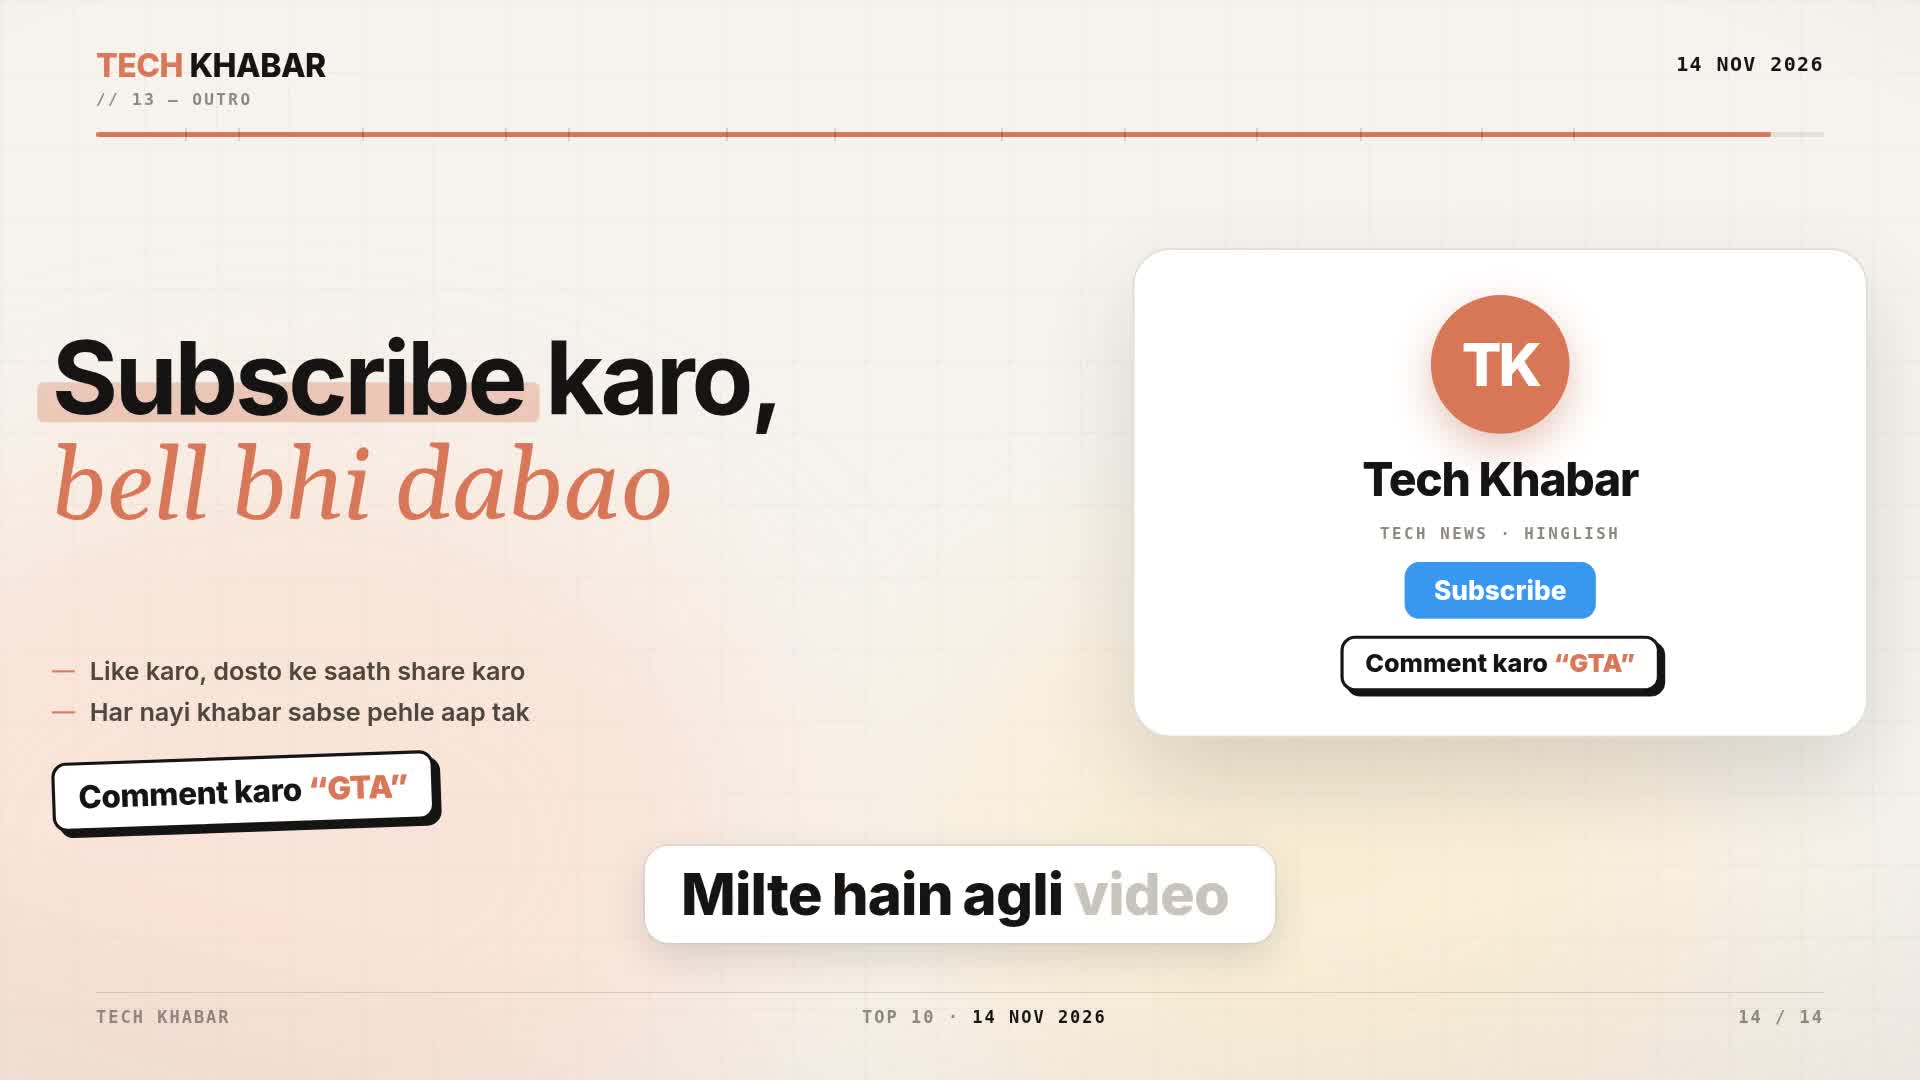 TECH KHABAR
// 13 — OUTRO
14 NOV 2026
Subscribe karo,
bell bhi dabao
— Like karo, dosto ke saath share karo
— Har nayi khabar sabse pehle aap tak
Comment karo “GTA”
TK
Tech Khabar
TECH NEWS · HINGLISH
Subscribe
Comment karo “GTA”
Milte hain agli video
TECH KHABAR
TOP 10 · 14 NOV 2026
14 / 14